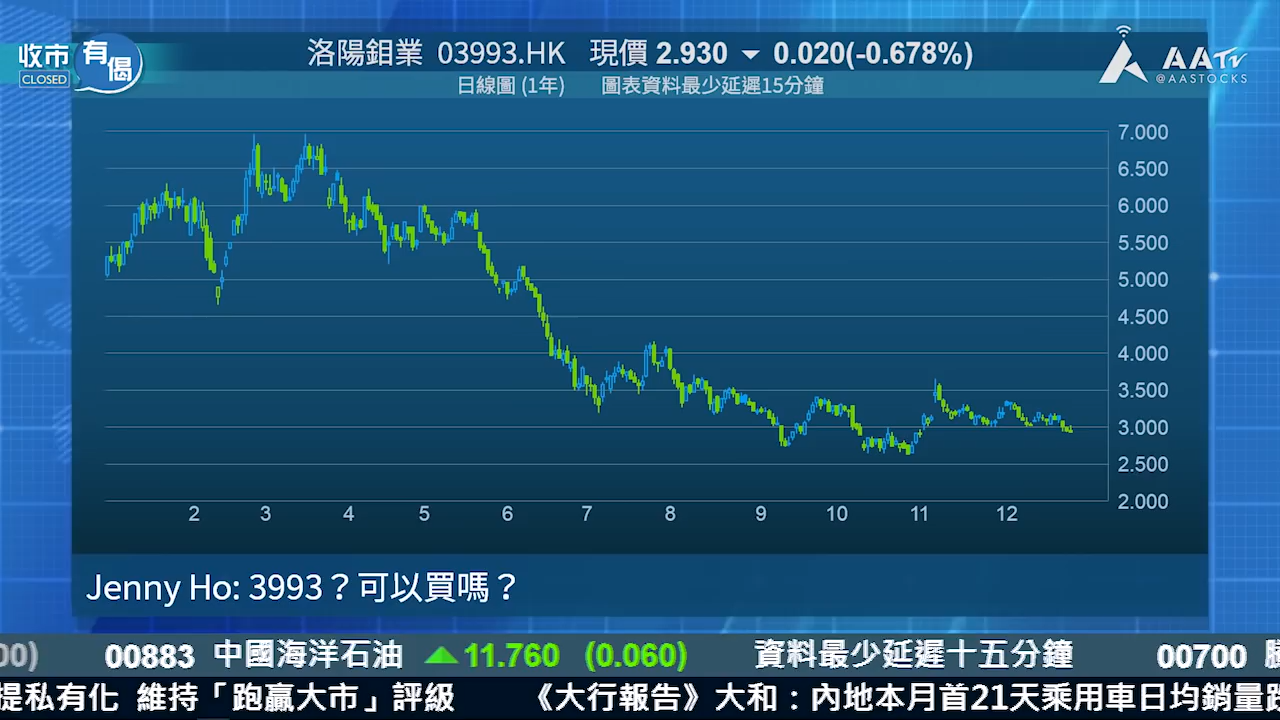 收市 有偈
CLOSED
洛陽鉬業 03993.HK 現價 2.930 ▼ 0.020(-0.678%)
日線圖 (1年) 圖表資料最少延遲15分鐘
AATV
@AASTOCKS
7.000
6.500
6.000
5.500
5.000
4.500
4.000
3.500
3.000
2.500
2.000
2 3 4 5 6 7 8 9 10 11 12
Jenny Ho: 3993？可以買嗎？
00) 00883 中國海洋石油 ▲ 11.760 (0.060) 資料最少延遲十五分鐘 00700
提私有化 維持「跑贏大市」評級 《大行報告》大和：內地本月首21天乘用車日均銷量